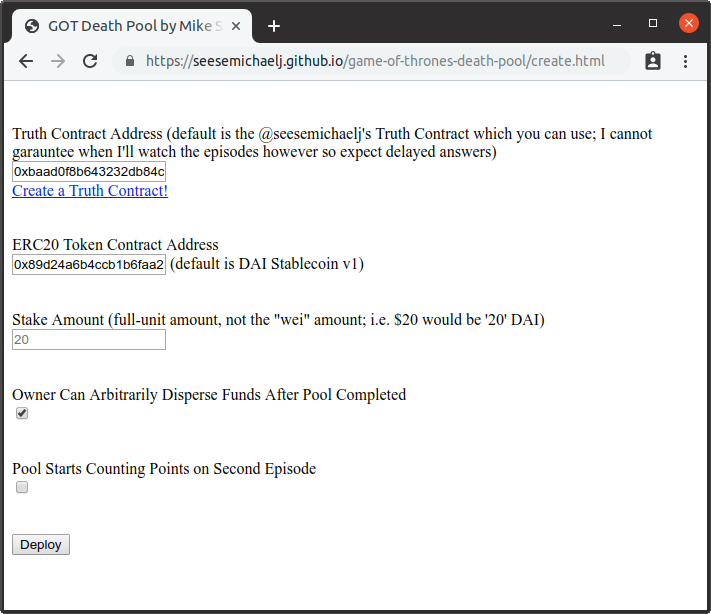 GOT Death Pool by Mike S
https://seesemichaelj.github.io/game-of-thrones-death-pool/create.html
Truth Contract Address (default is the @seesemichaelj's Truth Contract which you can use; I cannot
garauntee when I'll watch the episodes however so expect delayed answers)
0xbaad0f8b643232db84c
Create a Truth Contract!
ERC20 Token Contract Address
0x89d24a6b4ccb1b6faa2 (default is DAI Stablecoin v1)
Stake Amount (full-unit amount, not the "wei" amount; i.e. $20 would be '20' DAI)
20
Owner Can Arbitrarily Disperse Funds After Pool Completed
Pool Starts Counting Points on Second Episode
Deploy